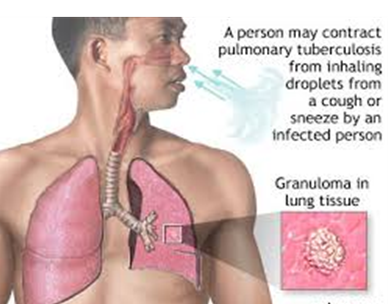 A person may contract
pulmonary tuberculosis
from inhaling
droplets from
a cough or
sneeze by an
infected person
Granuloma in
lung tissue